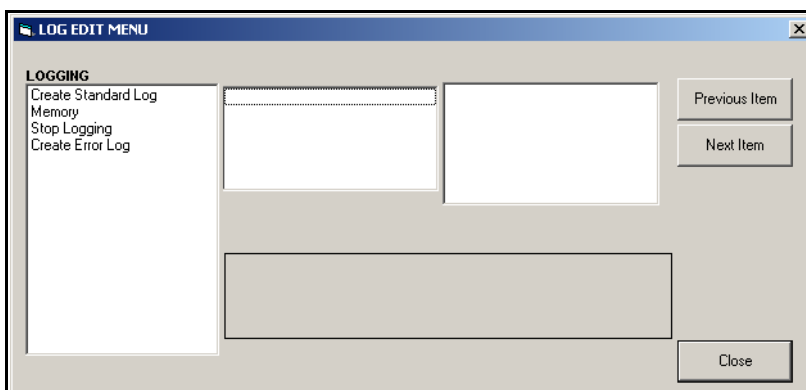 LOG EDIT MENU
LOGGING
Create Standard Log
Memory
Stop Logging
Create Error Log
Previous Item
Next Item
Close